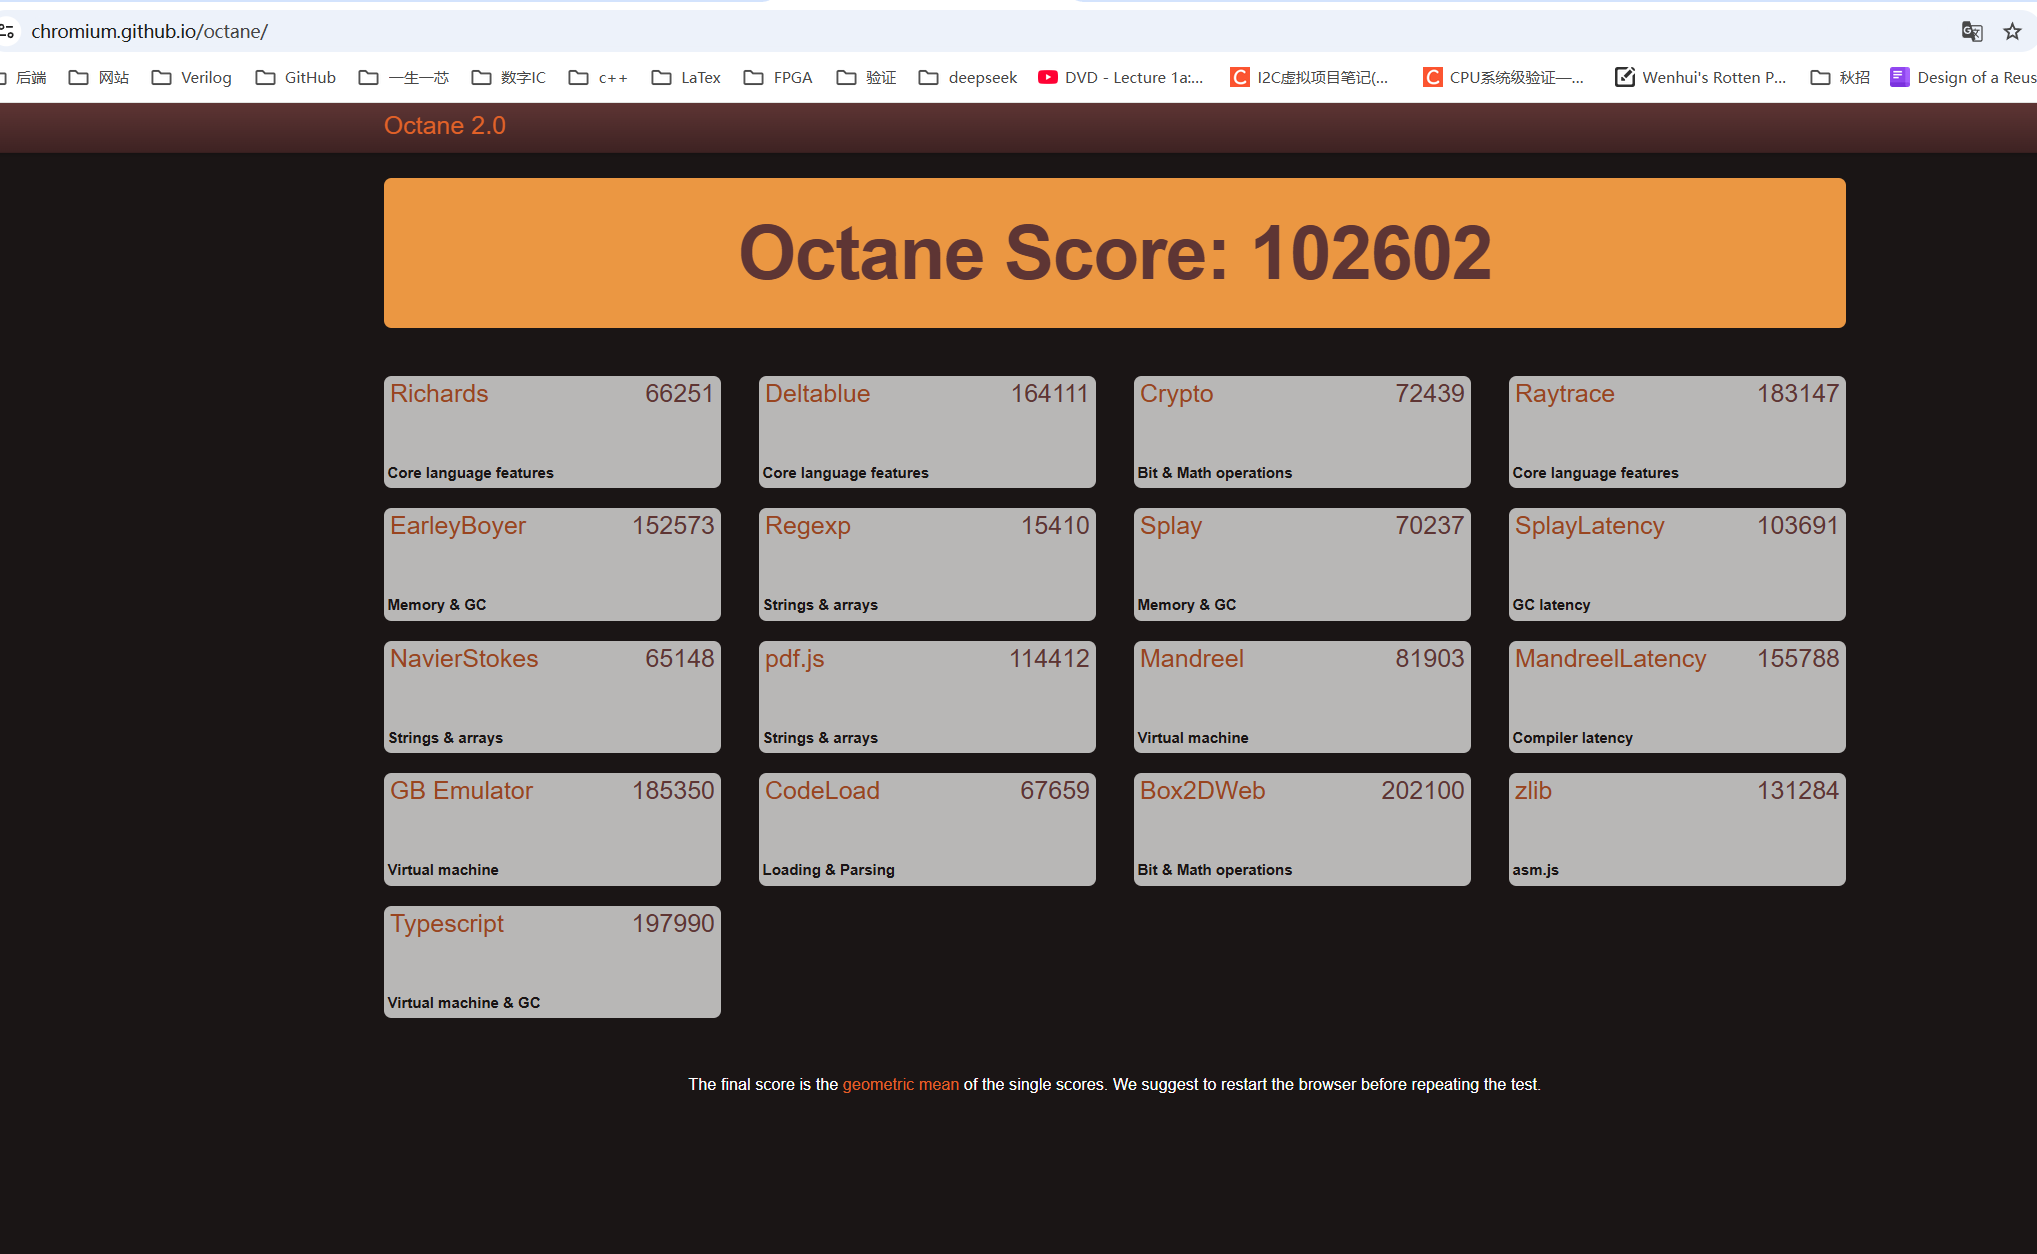 chromium.github.io/octane/
后端 网站 Verilog GitHub 一生一芯 数字IC c++ LaTex FPGA 验证 deepseek DVD - Lecture 1a:... I2C虚拟项目笔记(... CPU系统级验证—... Wenhui's Rotten P... 秋招 Design of a Reus
Octane 2.0
Octane Score: 102602
Richards 66251 Deltablue 164111 Crypto 72439 Raytrace 183147
Core language features Core language features Bit & Math operations Core language features
EarleyBoyer 152573 Regexp 15410 Splay 70237 SplayLatency 103691
Memory & GC Strings & arrays Memory & GC GC latency
NavierStokes 65148 pdf.js 114412 Mandreel 81903 MandreelLatency 155788
Strings & arrays Strings & arrays Virtual machine Compiler latency
GB Emulator 185350 CodeLoad 67659 Box2DWeb 202100 zlib 131284
Virtual machine Loading & Parsing Bit & Math operations asm.js
Typescript 197990
Virtual machine & GC
The final score is the geometric mean of the single scores. We suggest to restart the browser before repeating the test.